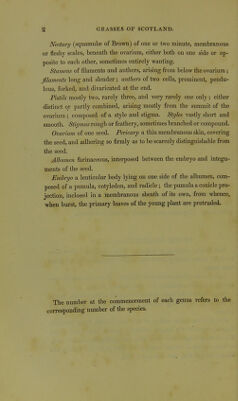 2 GRASSES OF SCOTLAND.
Nectary (squamulæ of Brown) of one or two minute, membranous
or fleshy scales, beneath the ovarium, either both on one side or op-
posite to each other, sometimes entirely wanting.
Stamens of filaments and anthers, arising from below the ovarium;
filaments long and slender; anthers of two cells, prominent, pendu-
lous, forked, and divaricated at the end.
Pistils mostly two, rarely three, and very rarely one only; either
distinct or partly combined, arising mostly from the summit of the
ovarium; composed of a style and stigma. Styles vastly short and
smooth. Stigmas rough or feathery, sometimes branched or compound.
Ovarium of one seed. Pericarp a thin membranous skin, covering
the seed, and adhering so firmly as to be scarcely distinguishable from
the seed.
Albumen farinaceous, interposed between the embryo and integu-
ments of the seed.
Embryo a lenticular body lying on one side of the albumen, com-
posed of a pumula, cotyledon, and radicle; the pumula a conicle pro-
jection, inclosed in a membranous sheath of its own, from whence,
when burst, the primary leaves of the young plant are protruded.
The number at the commencement of each genus refers to the
corresponding number of the species.